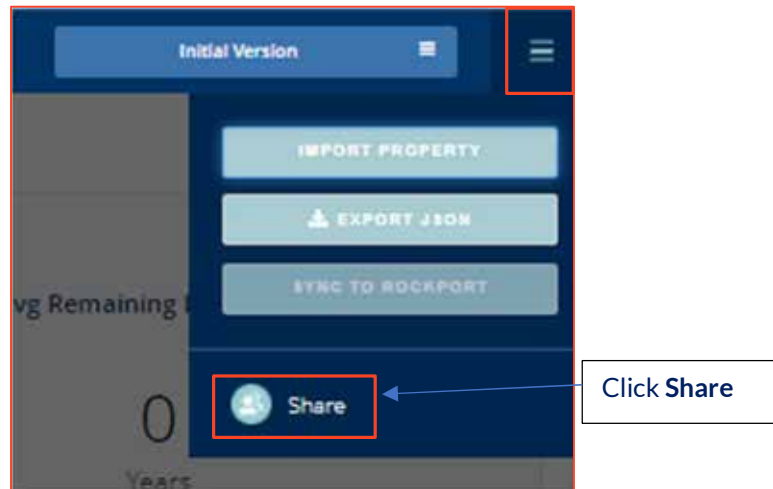 Initial Version
IMPORT PROPERTY
EXPORT JSON
SYNC TO ROCKPORT
vg Remaining
0
Share
Click Share
Years